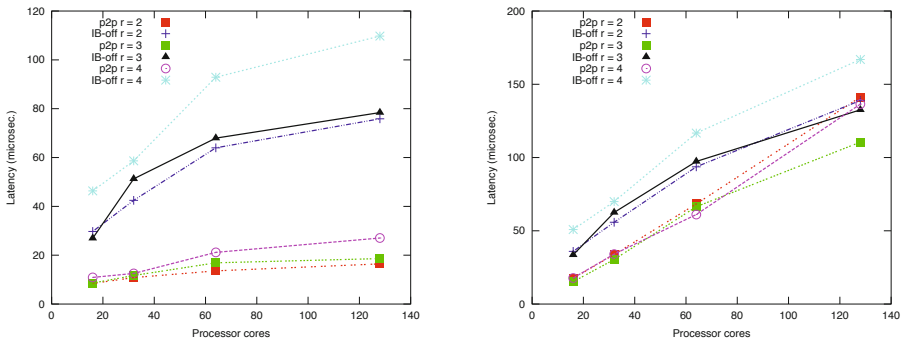 120
100
80
60
40
20
0
Latency (microsec.)
p2p r = 2
IB-off r = 2
p2p r = 3
IB-off r = 3
p2p r = 4
IB-off r = 4
0 20 40 60 80 100 120 140
Processor cores
200
150
100
50
0
Latency (microsec.)
p2p r = 2
IB-off r = 2
p2p r = 3
IB-off r = 3
p2p r = 4
IB-off r = 4
0 20 40 60 80 100 120 140
Processor cores